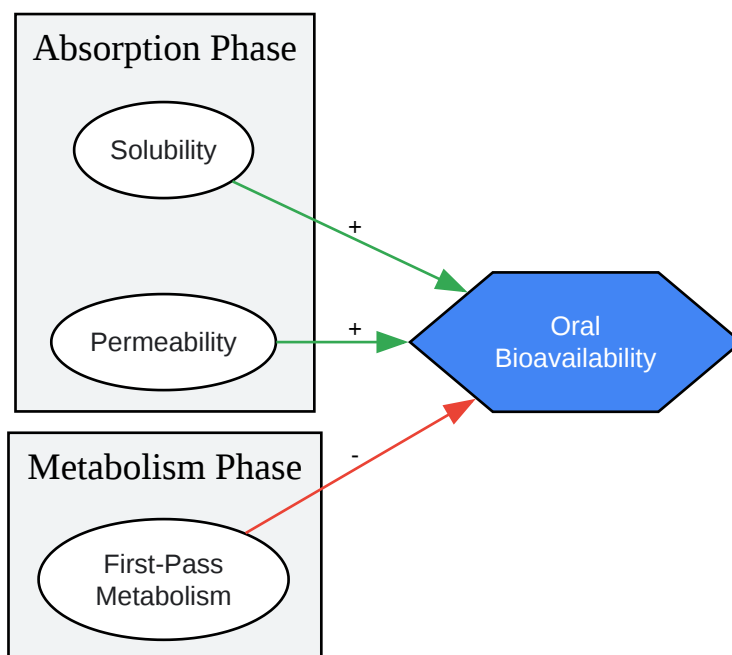 Absorption Phase
Solubility
+
Permeability
+
Oral
Bioavailability
Metabolism Phase
-
First-Pass
Metabolism